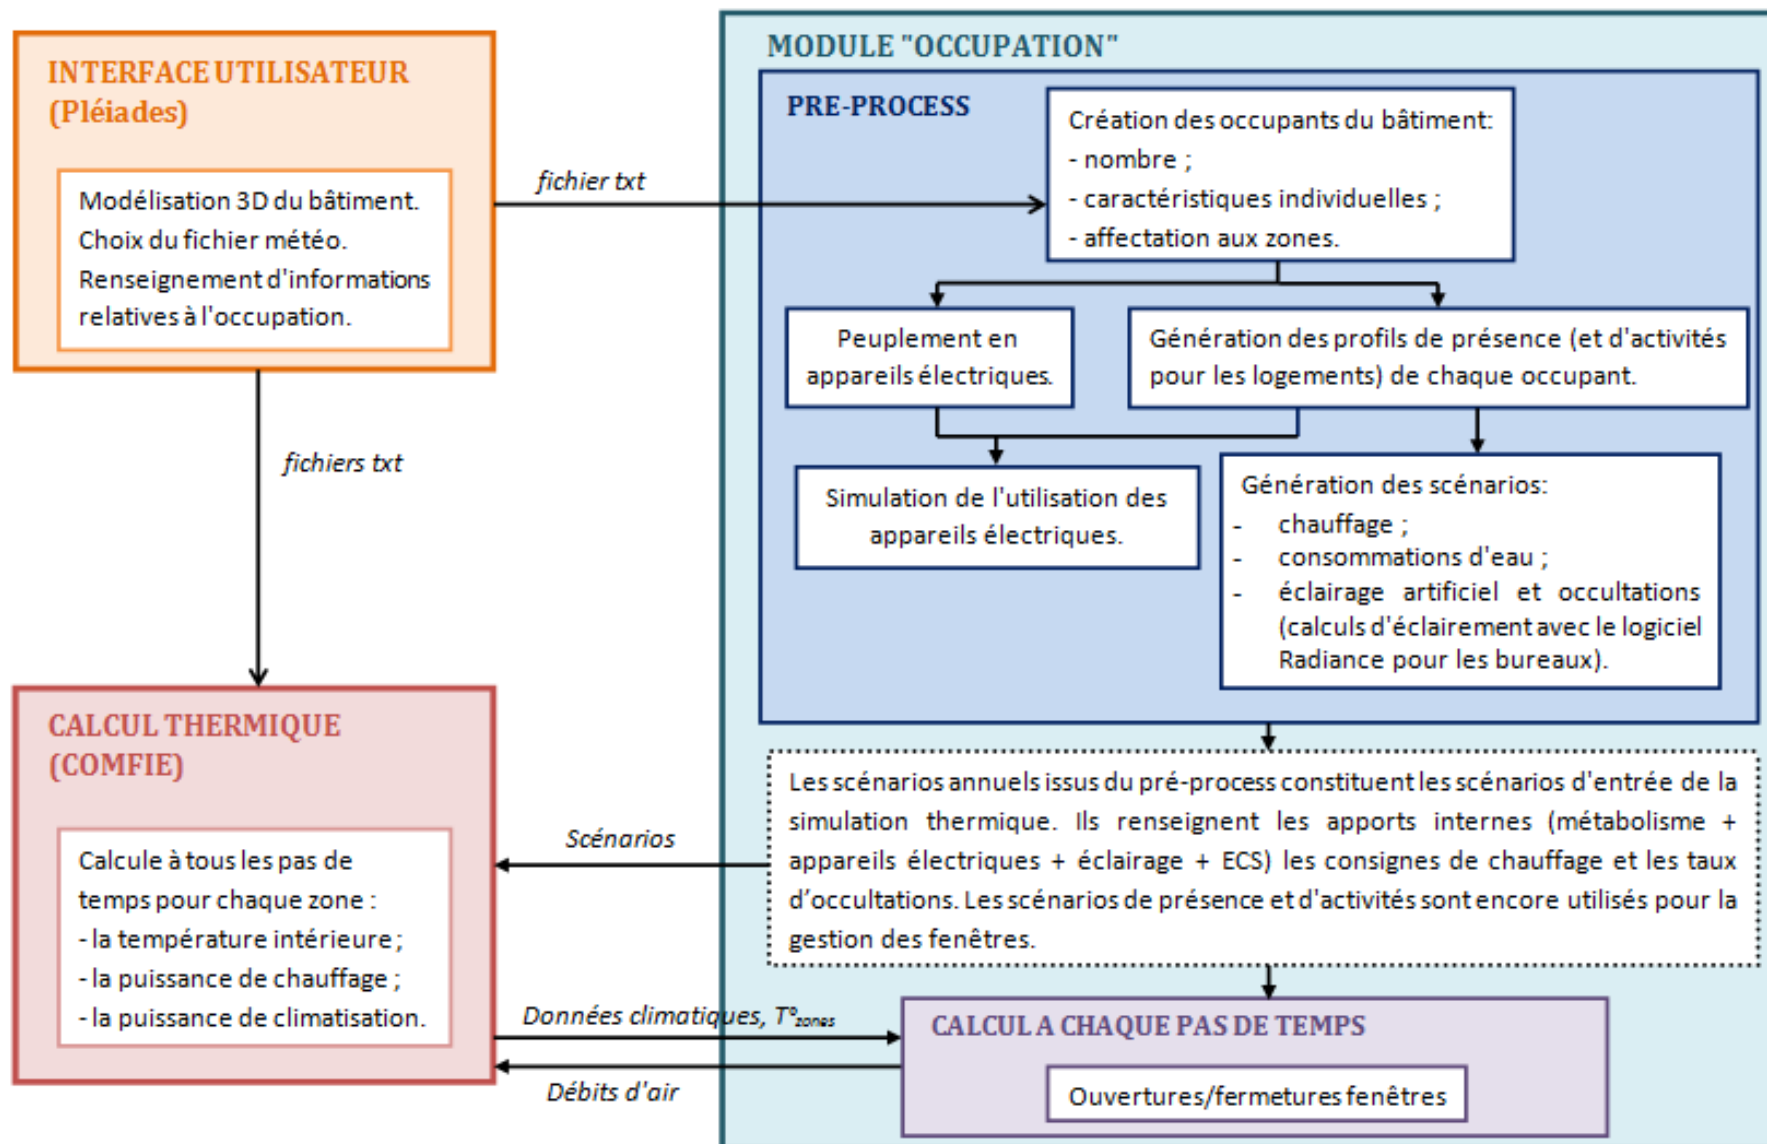 INTERFACE UTILISATEUR
(Pléiades)
Modélisation 3D du bâtiment.
Choix du fichier météo.
Renseignement d'informations
relatives à l'occupation.
fichier txt
fichiers txt
MODULE "OCCUPATION"
PRE-PROCESS
Création des occupants du bâtiment:
- nombre ;
- caractéristiques individuelles ;
- affectation aux zones.
Peuplement en
appareils électriques.
Génération des profils de présence (et d'activités
pour les logements) de chaque occupant.
Simulation de l'utilisation des
appareils électriques.
Génération des scénarios:
- chauffage ;
- consommations d'eau ;
- éclairage artificiel et occultations
(calculs d'éclairement avec le logiciel
Radiance pour les bureaux).
Les scénarios annuels issus du pré-process constituent les scénarios d'entrée de la
simulation thermique. Ils renseignent les apports internes (métabolisme +
appareils électriques + éclairage + ECS) les consignes de chauffage et les taux
d'occultations. Les scénarios de présence et d'activités sont encore utilisés pour la
gestion des fenêtres.
Scénarios
CALCUL THERMIQUE
(COMFIE)
Calcule à tous les pas de
temps pour chaque zone :
- la température intérieure ;
- la puissance de chauffage ;
- la puissance de climatisation.
Données climatiques, T°zones
Débits d'air
CALCUL A CHAQUE PAS DE TEMPS
Ouvertures/fermetures fenêtres